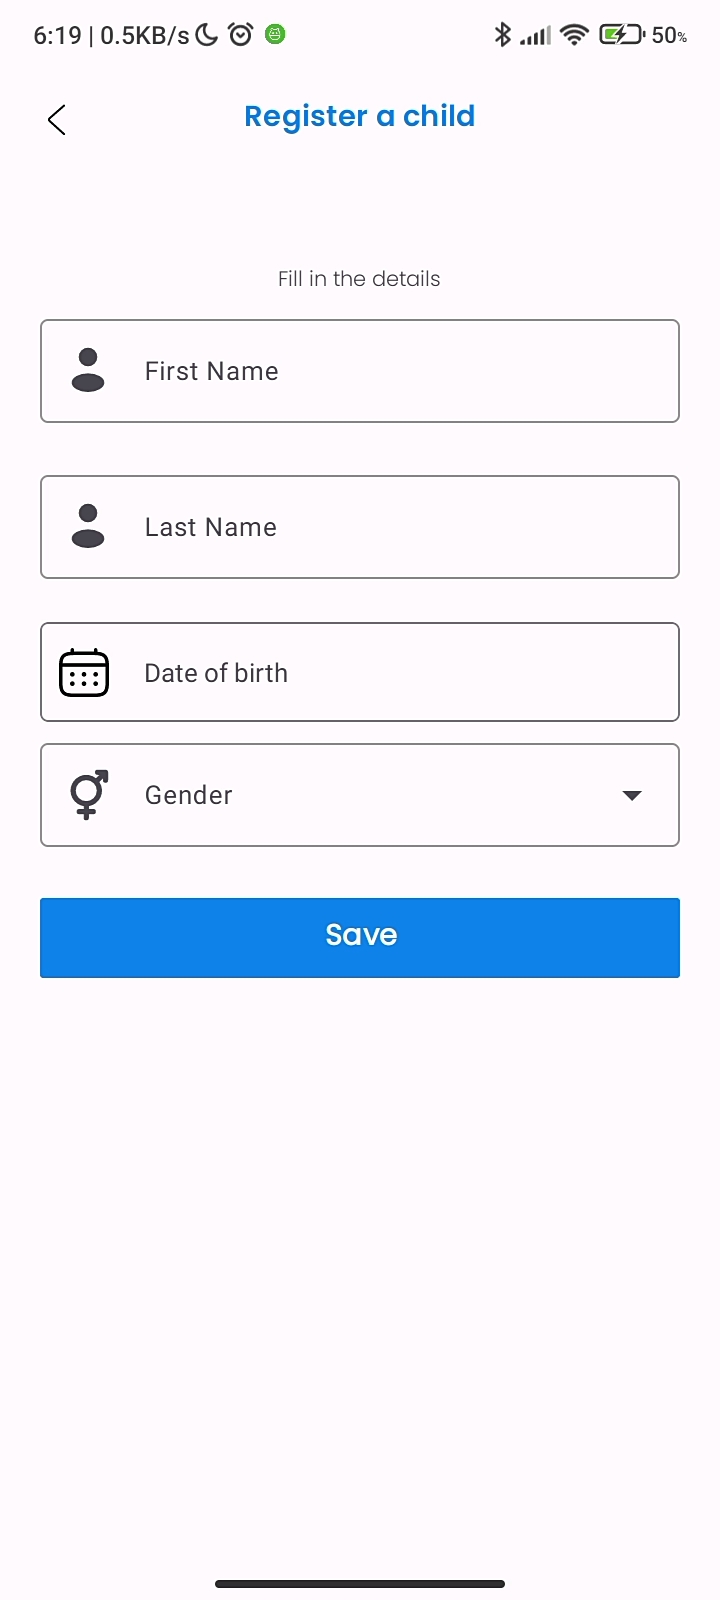 6:19 | 0.5KB/s 50%
Register a child
Fill in the details
First Name
Last Name
Date of birth
Gender
Save